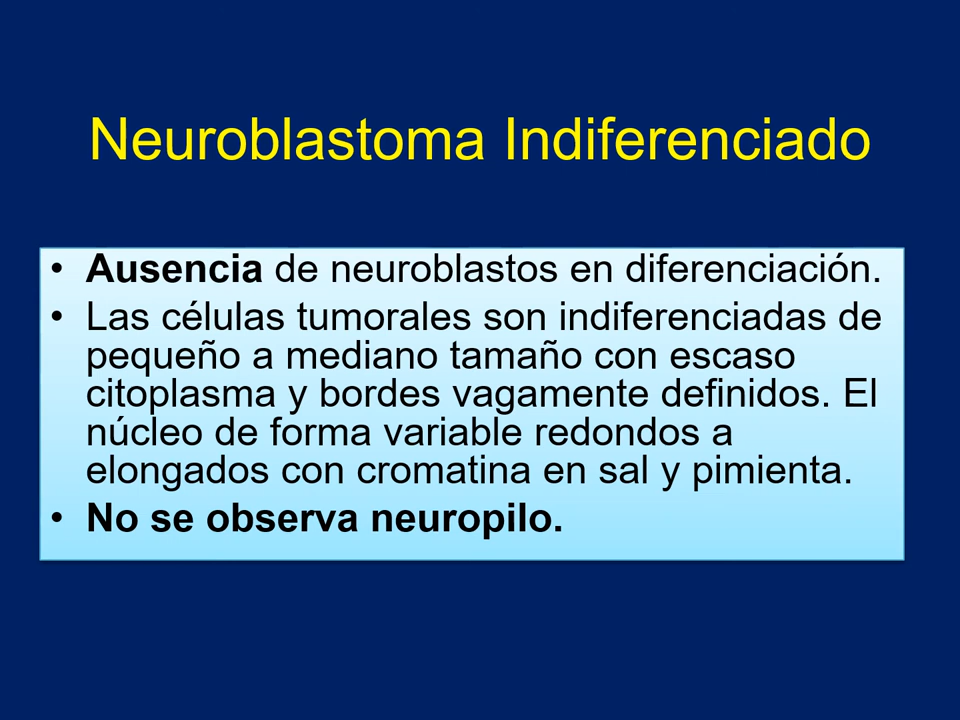 Neuroblastoma Indiferenciado
• Ausencia de neuroblastos en diferenciación.
• Las células tumorales son indiferenciadas de
pequeño a mediano tamaño con escaso
citoplasma y bordes vagamente definidos. El
núcleo de forma variable redondos a
elongados con cromatina en sal y pimienta.
• No se observa neuropilo.